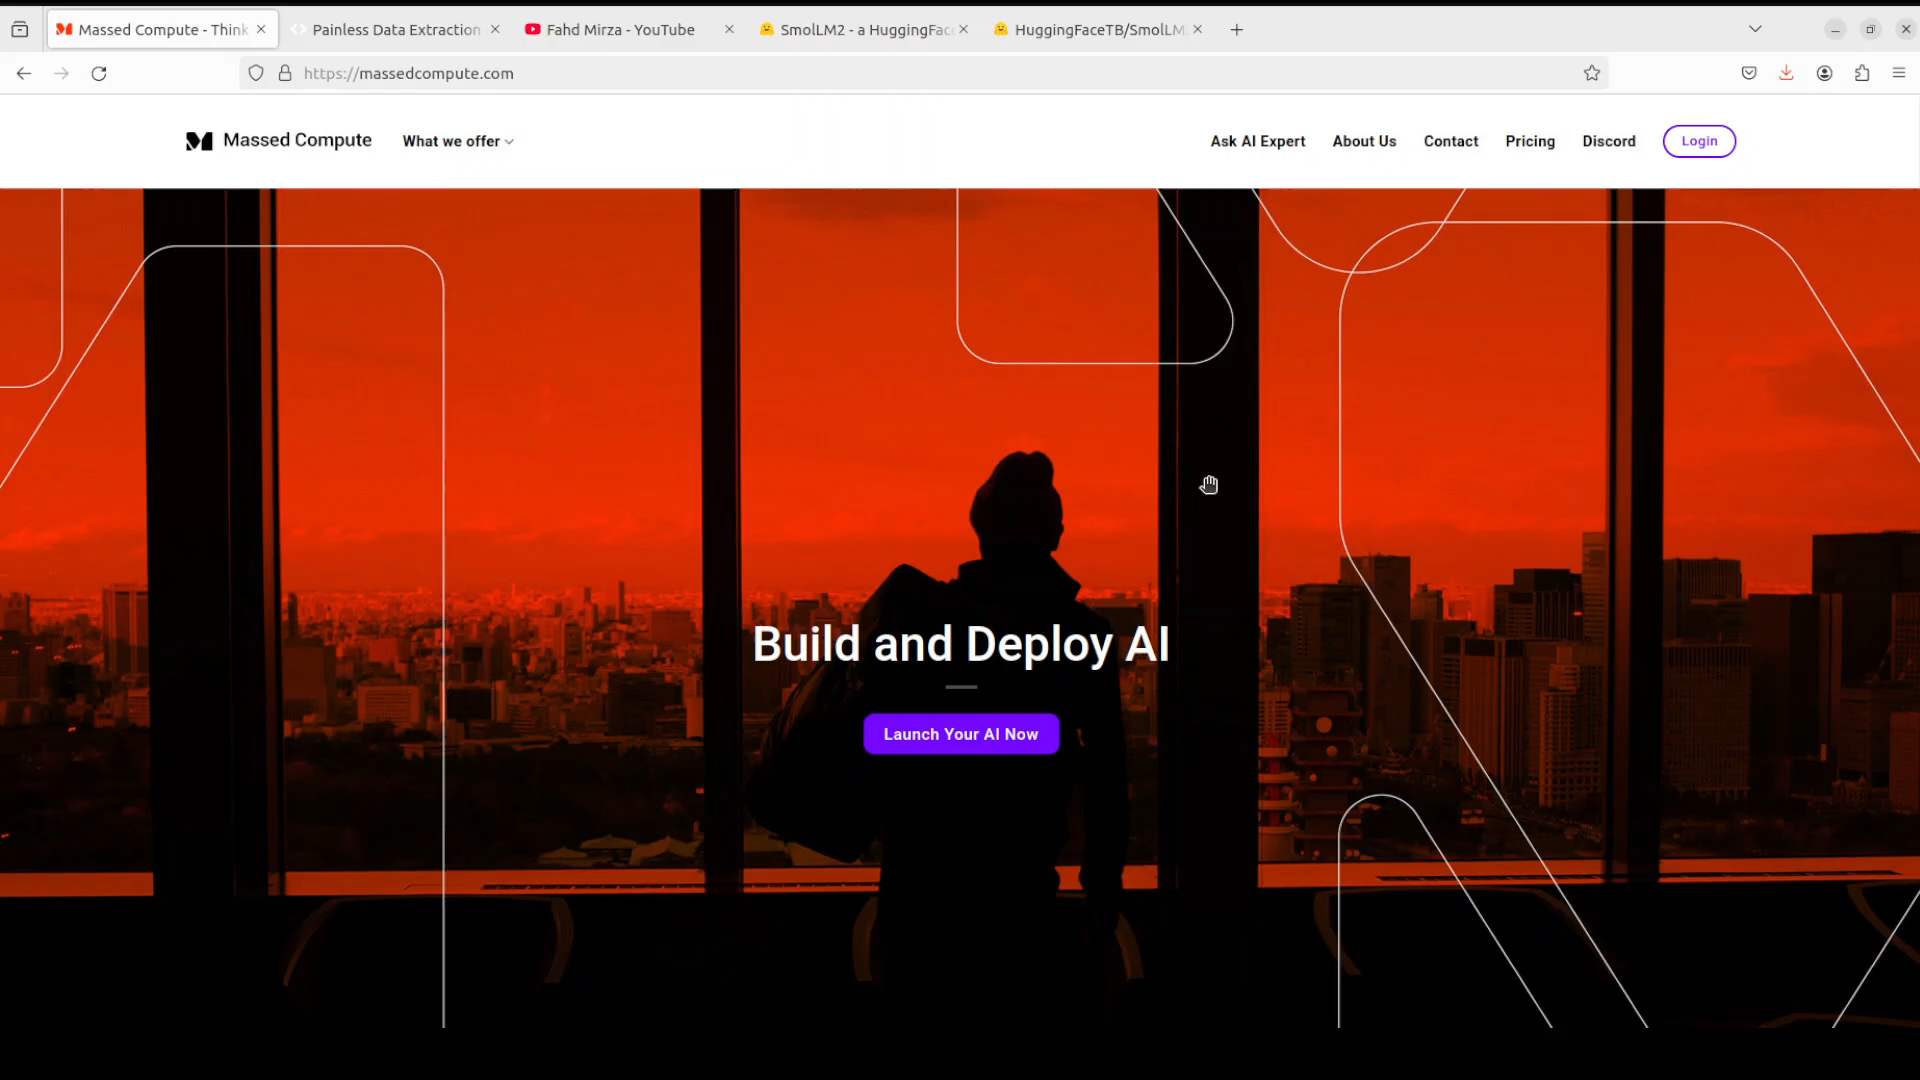 Massed Compute - Think
Painless Data Extraction
Fahd Mirza - YouTube
SmolLM2 - a HuggingFac
HuggingFaceTB/SmolLM
https://massedcompute.com
Massed Compute
What we offer
Ask AI Expert
About Us
Contact
Pricing
Discord
Login
Build and Deploy AI
Launch Your AI Now